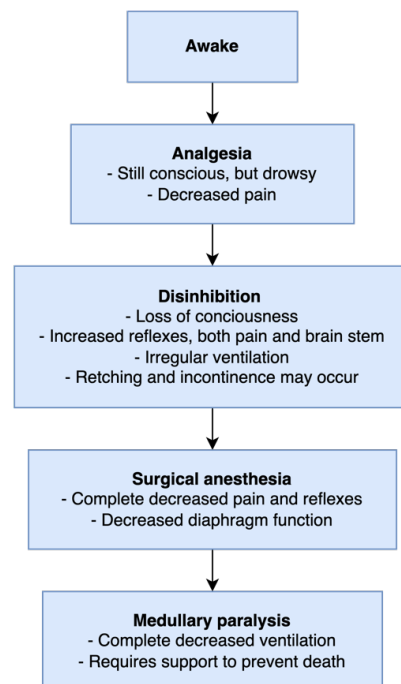 Awake
Analgesia
- Still conscious, but drowsy
- Decreased pain
Disinhibition
- Loss of conciousness
- Increased reflexes, both pain and brain stem
- Irregular ventilation
- Retching and incontinence may occur
Surgical anesthesia
- Complete decreased pain and reflexes
- Decreased diaphragm function
Medullary paralysis
- Complete decreased ventilation
- Requires support to prevent death